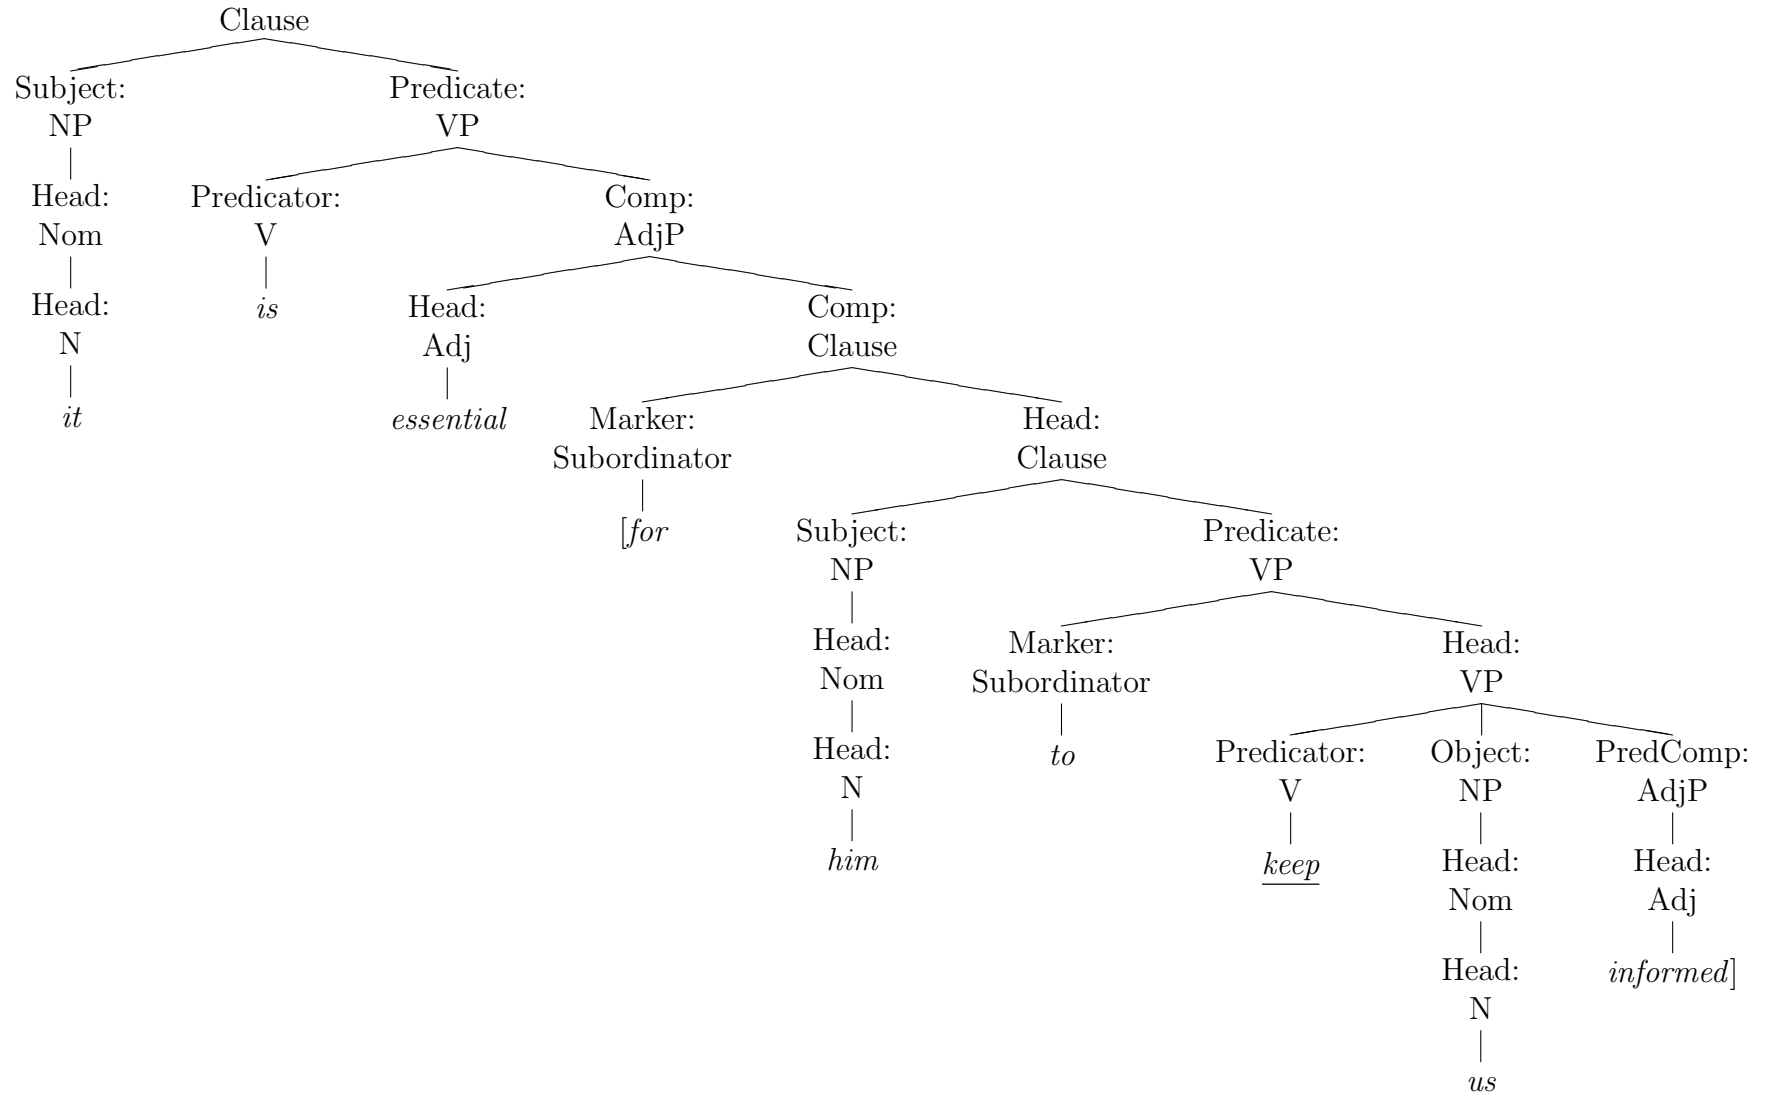 Clause
Subject: Predicate:
NP VP
Head: Predicator: Comp:
Nom V AdjP
Head: is Head: Comp:
N Adj Clause
it essential Marker: Head:
Subordinator Clause
[for Subject: Predicate:
NP VP
Head: Marker: Head:
Nom Subordinator VP
Head: to Predicator: Object: PredComp:
N V NP AdjP
him keep Head: Head:
Nom Adj
Head: informed]
N
us